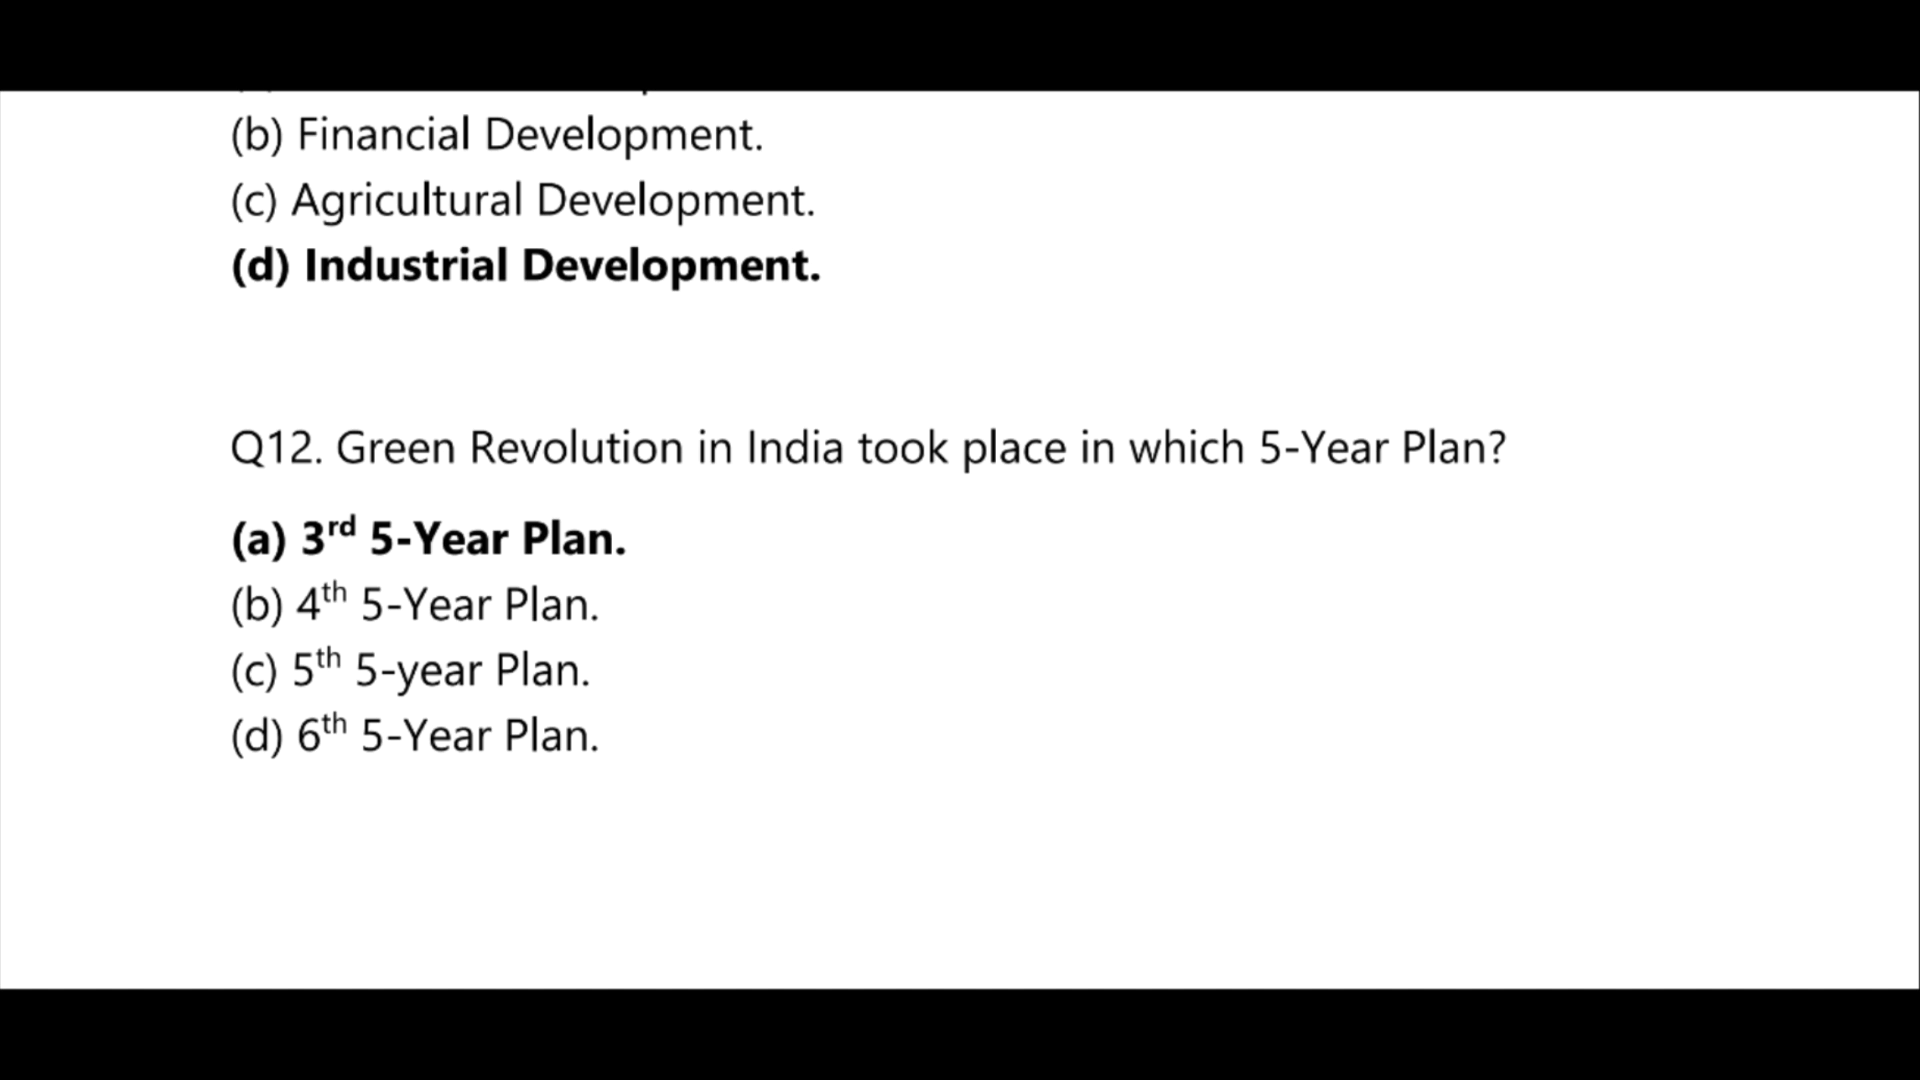 (b) Financial Development.
(c) Agricultural Development.
(d) Industrial Development.
Q12. Green Revolution in India took place in which 5-Year Plan?
(a) 3rd 5-Year Plan.
(b) 4th 5-Year Plan.
(c) 5th 5-year Plan.
(d) 6th 5-Year Plan.